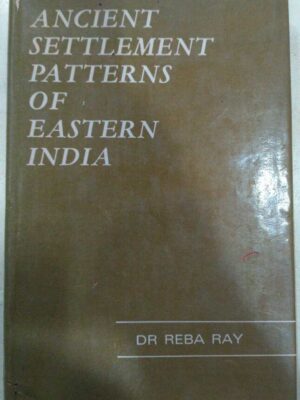 ANCIENT
SETTLEMENT
PATTERNS
OF
EASTERN
INDIA
DR REBA RAY